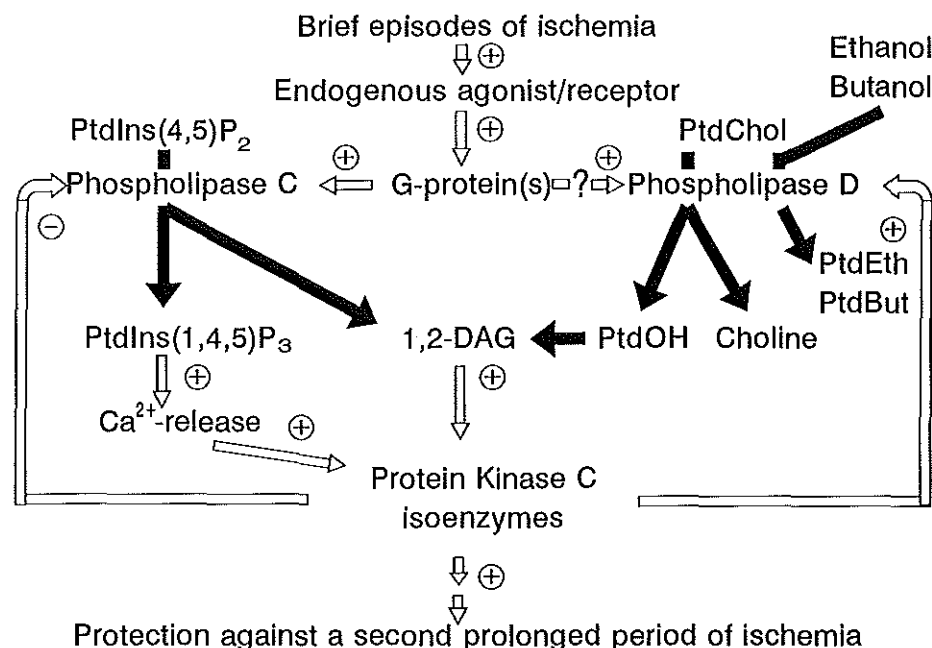 Brief episodes of ischemia
⊕
Ethanol
Butanol
Endogenous agonist/receptor
⊕
PtdIns(4,5)P₂
PtdChol
⊕
⊕
Phospholipase C
G-protein(s)
?
Phospholipase D
⊖
⊕
PtdEth
PtdBut
PtdIns(1,4,5)P₃
1,2-DAG
PtdOH
Choline
⊕
⊕
Ca²⁺-release
⊕
Protein Kinase C
isoenzymes
⊕
Protection against a second prolonged period of ischemia